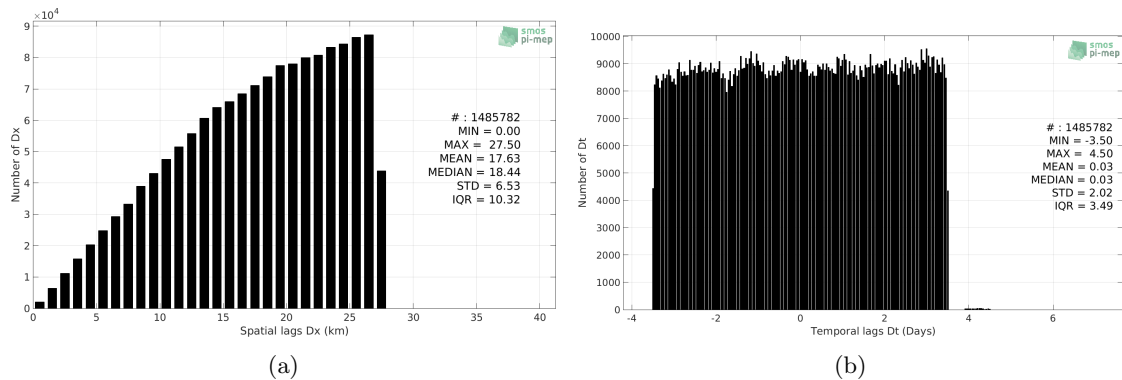 ×10⁴
9
8
7
6
5
4
3
2
1
0
Number of Dx
0 5 10 15 20 25 30 35 40
Spatial lags Dx (km)
smos
pi-mep
# : 1485782
MIN = 0.00
MAX = 27.50
MEAN = 17.63
MEDIAN = 18.44
STD = 6.53
IQR = 10.32
(a)
10000
9000
8000
7000
6000
5000
4000
3000
2000
1000
0
Number of Dt
-4 -2 0 2 4 6
Temporal lags Dt (Days)
smos
pi-mep
# : 1485782
MIN = -3.50
MAX = 4.50
MEAN = 0.03
MEDIAN = 0.03
STD = 2.02
IQR = 3.49
(b)